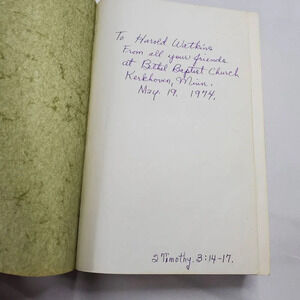 To Harold Watkins
From all your friends
at Bethel Baptist Church
Kerkhoven, Minn.
May. 19. 1974.
2 Timothy. 3:14-17.